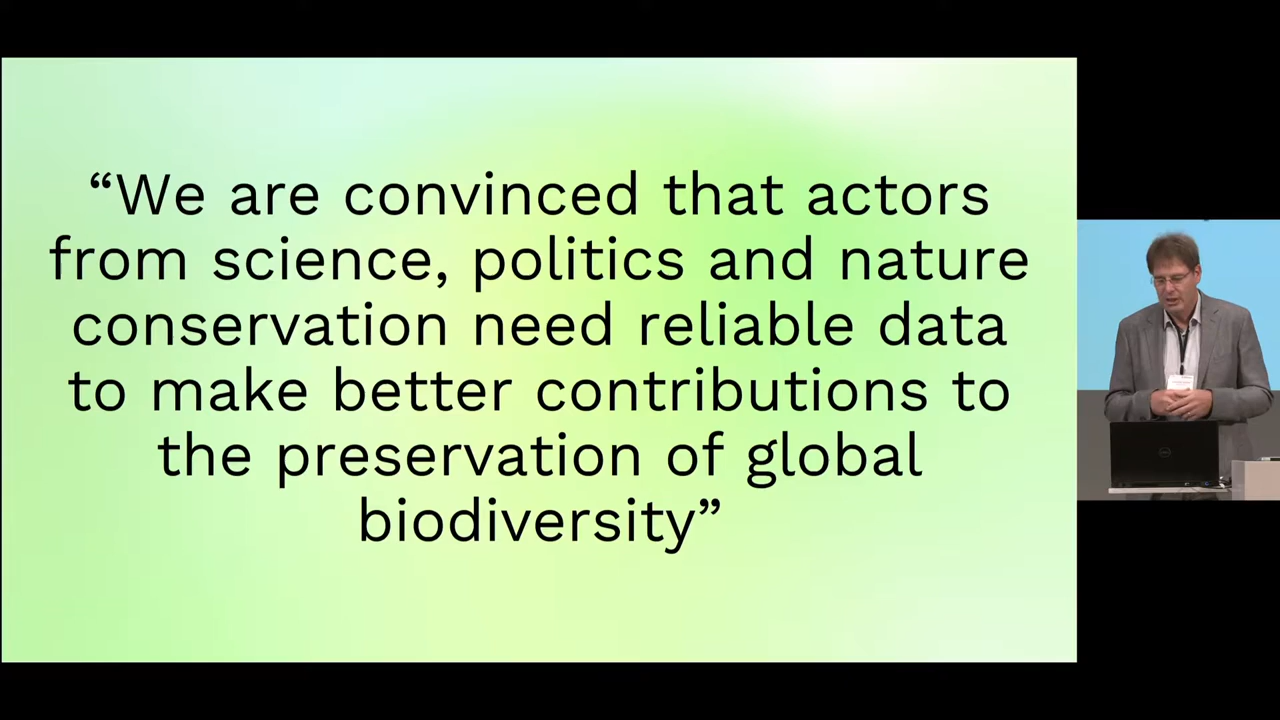 “We are convinced that actors
from science, politics and nature
conservation need reliable data
to make better contributions to
the preservation of global
biodiversity”